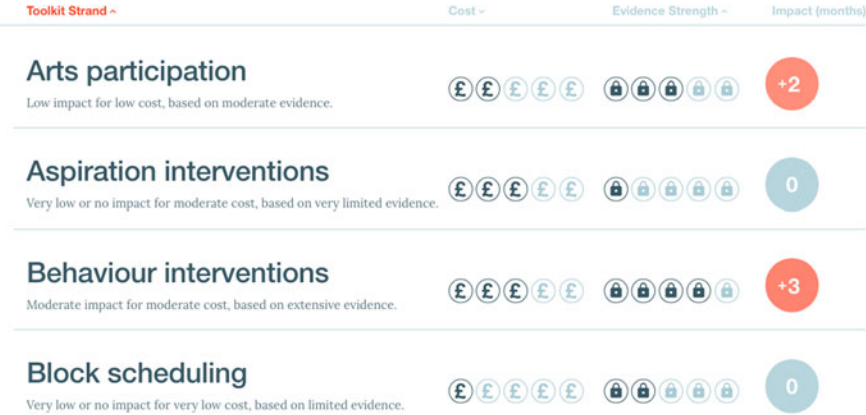 Toolkit Strand Cost Evidence Strength Impact (months)
Arts participation
Low impact for low cost, based on moderate evidence.
£ £ £ £ £ +2
Aspiration interventions
Very low or no impact for moderate cost, based on very limited evidence.
£ £ £ £ £ 0
Behaviour interventions
Moderate impact for moderate cost, based on extensive evidence.
£ £ £ £ £ +3
Block scheduling
Very low or no impact for very low cost, based on limited evidence.
£ £ £ £ £ 0